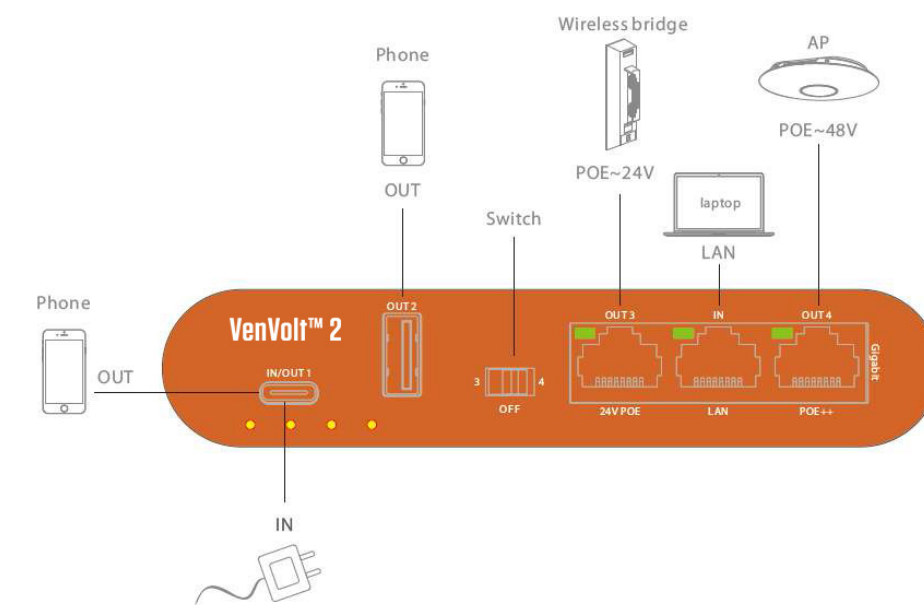 Wireless bridge
AP
Phone
POE~48V
POE~24V
OUT
laptop
Switch
LAN
Phone
OUT 2
OUT 3
IN
OUT 4
VenVolt™ 2
Gigabit
OUT
IN/OUT 1
3
4
OFF
24V POE
LAN
POE++
IN